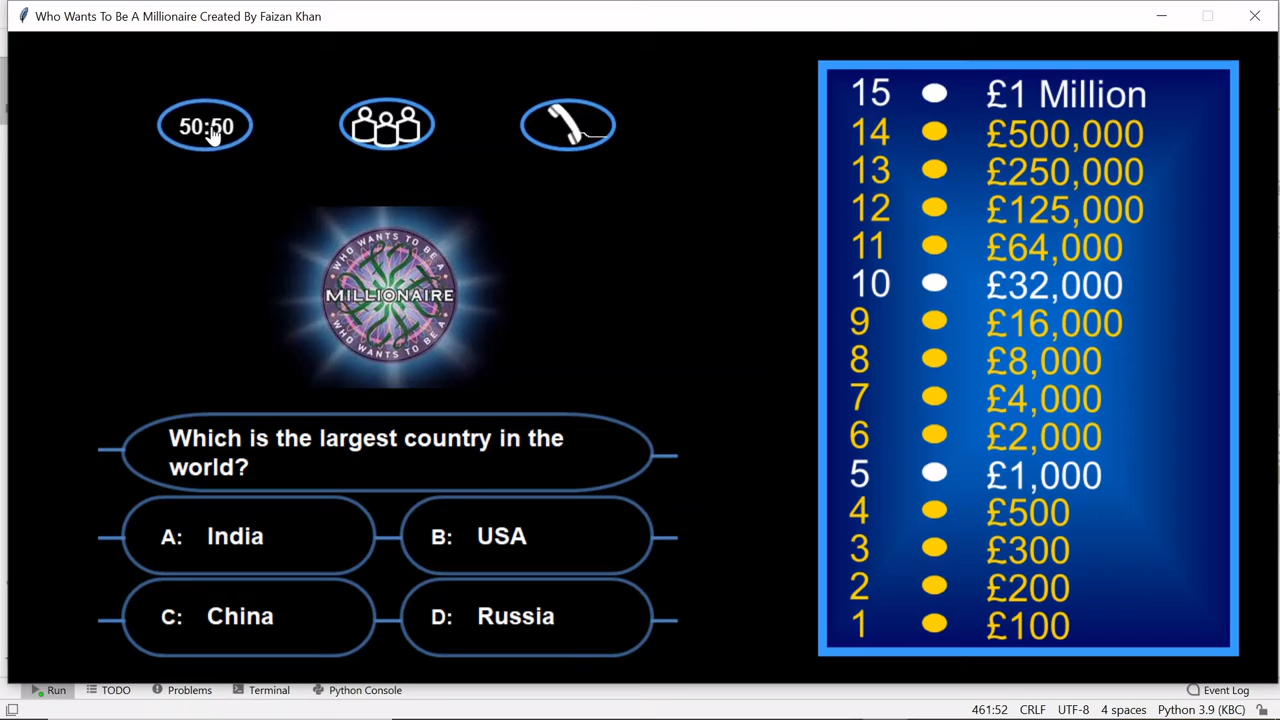 Who Wants To Be A Millionaire Created By Faizan Khan
50:50
WHO WANTS TO BE A
MILLIONAIRE
WHO WANTS TO BE A
Which is the largest country in the
world?
A: India
B: USA
C: China
D: Russia
15 £1 Million
14 £500,000
13 £250,000
12 £125,000
11 £64,000
10 £32,000
9 £16,000
8 £8,000
7 £4,000
6 £2,000
5 £1,000
4 £500
3 £300
2 £200
1 £100
Run TODO Problems Terminal Python Console Event Log
461:52 CRLF UTF-8 4 spaces Python 3.9 (KBC)